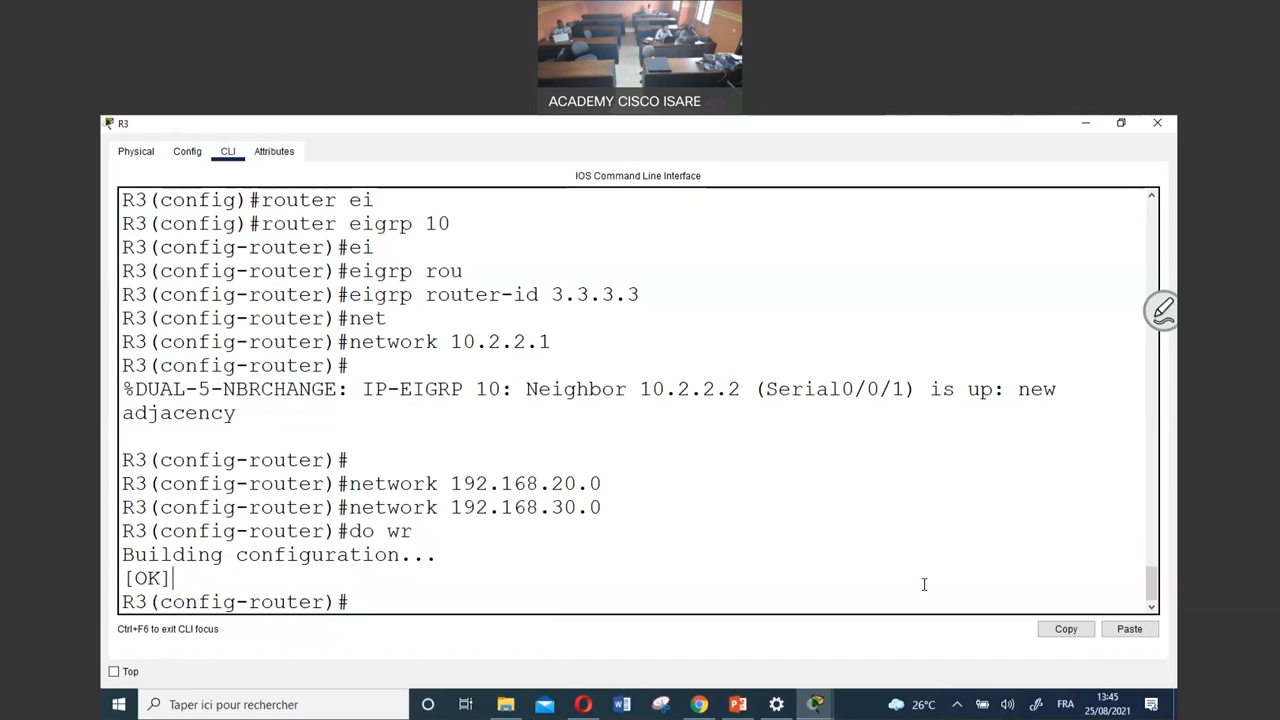 ACADEMY CISCO ISARE
R3
Physical Config CLI Attributes
IOS Command Line Interface
R3(config)#router ei
R3(config)#router eigrp 10
R3(config-router)#ei
R3(config-router)#eigrp rou
R3(config-router)#eigrp router-id 3.3.3.3
R3(config-router)#net
R3(config-router)#network 10.2.2.1
R3(config-router)#
%DUAL-5-NBRCHANGE: IP-EIGRP 10: Neighbor 10.2.2.2 (Serial0/0/1) is up: new
adjacency
R3(config-router)#
R3(config-router)#network 192.168.20.0
R3(config-router)#network 192.168.30.0
R3(config-router)#do wr
Building configuration...
[OK]
R3(config-router)#
Ctrl+F6 to exit CLI focus
Copy Paste
Top
Taper ici pour rechercher
26°C
FRA
13:45
25/08/2021